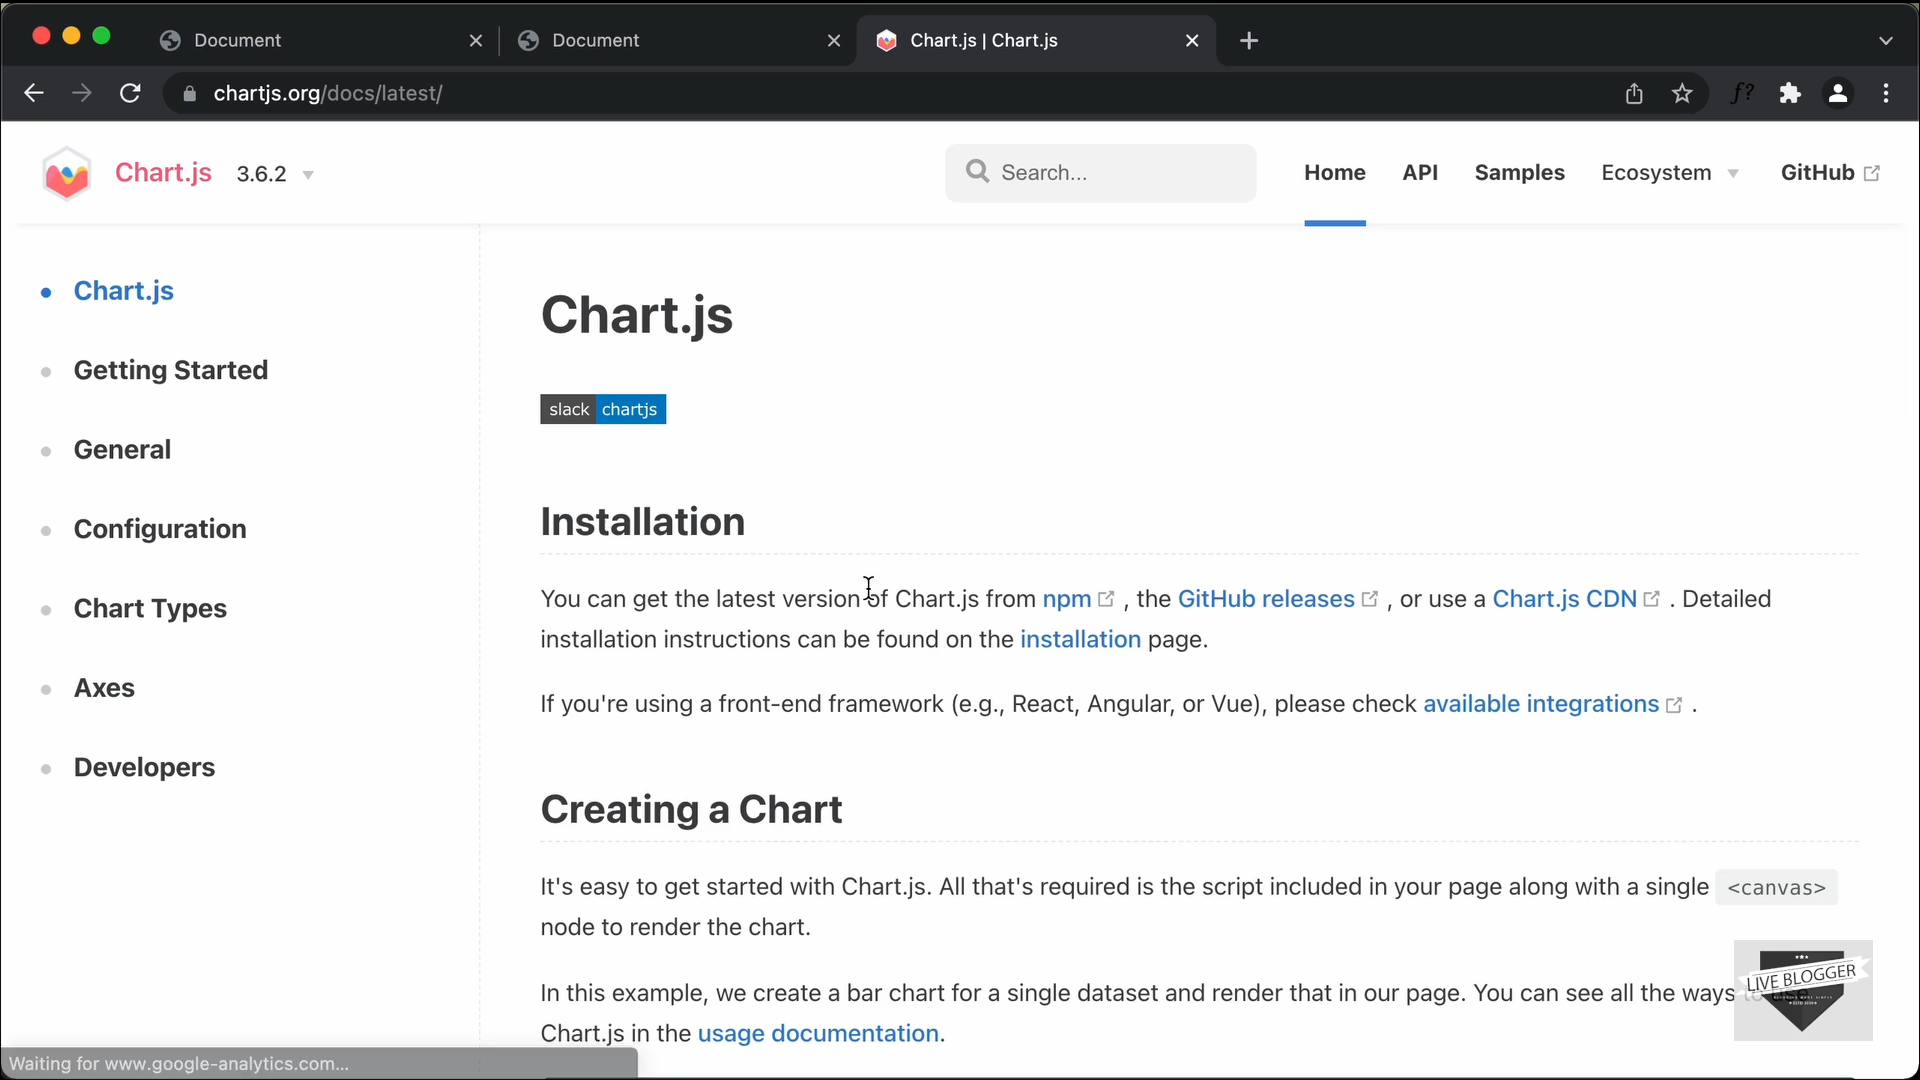 Document
Document
Chart.js | Chart.js
chartjs.org/docs/latest/
f?
Chart.js 3.6.2
Search...
Home API Samples Ecosystem GitHub
Chart.js
Getting Started
General
Configuration
Chart Types
Axes
Developers
Chart.js
slack chartjs
Installation
You can get the latest version of Chart.js from npm , the GitHub releases , or use a Chart.js CDN . Detailed
installation instructions can be found on the installation page.
If you're using a front-end framework (e.g., React, Angular, or Vue), please check available integrations .
Creating a Chart
It's easy to get started with Chart.js. All that's required is the script included in your page along with a single <canvas>
node to render the chart.
In this example, we create a bar chart for a single dataset and render that in our page. You can see all the ways
Chart.js in the usage documentation.
LIVE BLOGGER
Waiting for www.google-analytics.com...